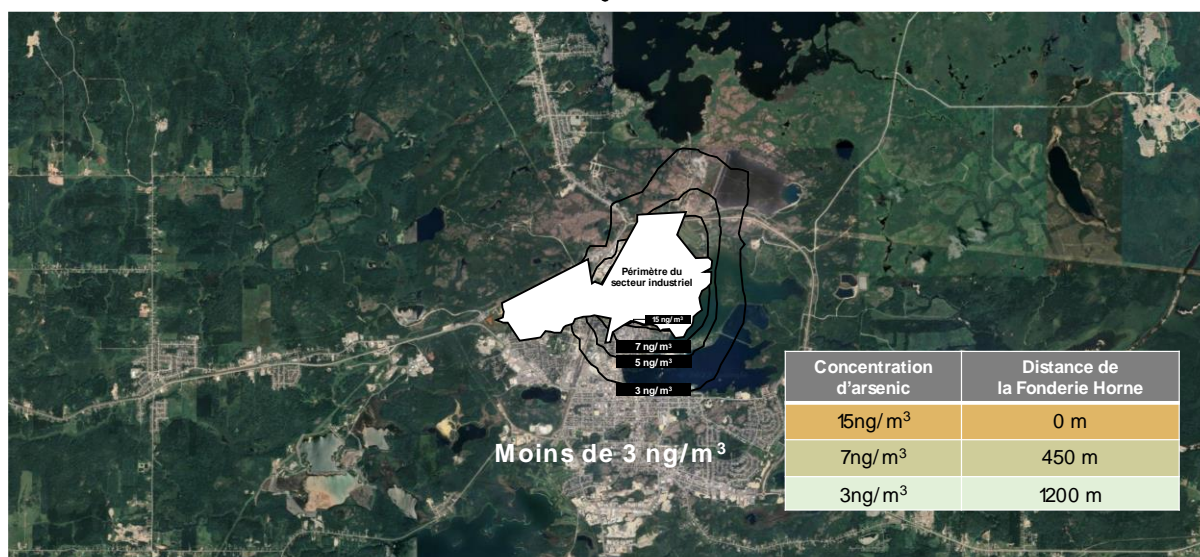 Périmètre du
secteur industriel
15 ng/m³
7 ng/m³
5 ng/m³
3 ng/m³
Moins de 3 ng/m³
Concentration d'arsenic	Distance de la Fonderie Horne
15ng/m³	0 m
7ng/m³	450 m
3ng/m³	1200 m